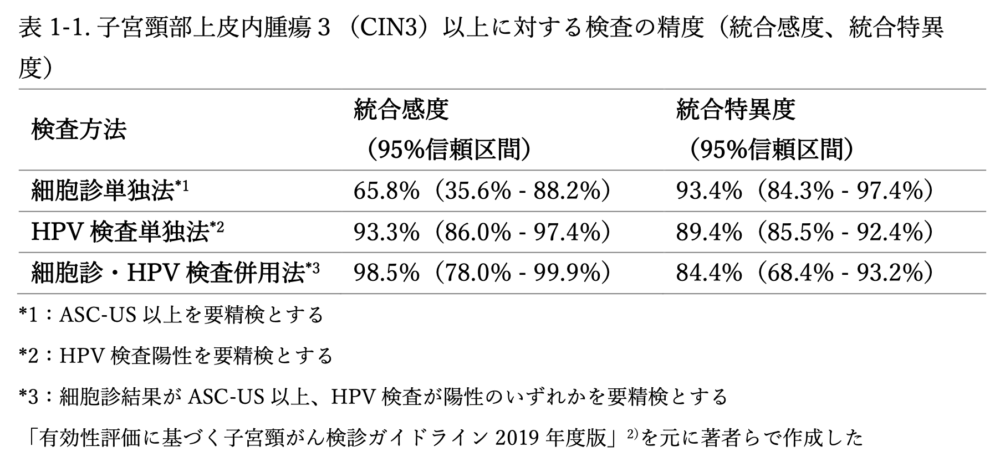 表 1-1. 子宮頸部上皮内腫瘍 3 （CIN3）以上に対する検査の精度（統合感度、統合特異
度）
検査方法 統合感度 （95%信頼区間） 統合特異度 （95%信頼区間）
細胞診単独法*1 65.8%（35.6% - 88.2%） 93.4%（84.3% - 97.4%）
HPV 検査単独法*2 93.3%（86.0% - 97.4%） 89.4%（85.5% - 92.4%）
細胞診・HPV 検査併用法*3 98.5%（78.0% - 99.9%） 84.4%（68.4% - 93.2%）
*1：ASC-US 以上を要精検とする
*2：HPV 検査陽性を要精検とする
*3：細胞診結果が ASC-US 以上、HPV 検査が陽性のいずれかを要精検とする
「有効性評価に基づく子宮頸がん検診ガイドライン 2019 年度版」2)を元に著者らで作成した